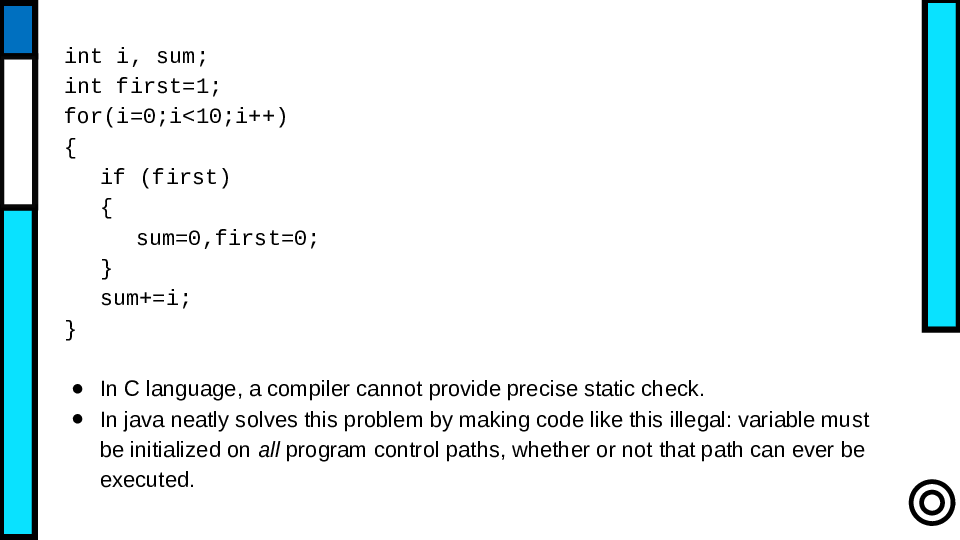 int i, sum;
int first=1;
for(i=0;i<10;i++)
{
if (first)
{
sum=0,first=0;
}
sum+=i;
}
● In C language, a compiler cannot provide precise static check.
● In java neatly solves this problem by making code like this illegal: variable must
be initialized on all program control paths, whether or not that path can ever be
executed.